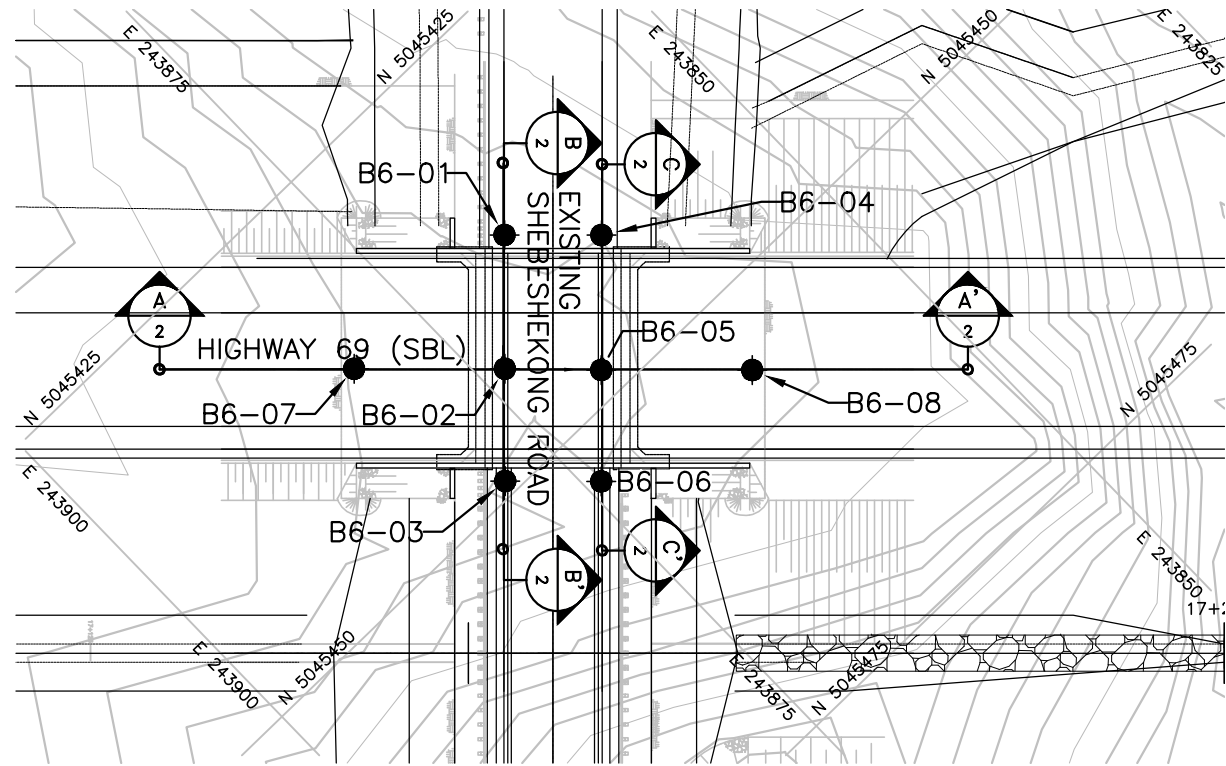 E 243875
N 5045425
E 243850
N 5045450
E 243825
B
2
C
2
B6-01
B6-04
EXISTING
SHEBESHEKONG ROAD
A
2
A'
2
HIGHWAY 69 (SBL)
B6-05
N 5045425
N 5045475
B6-07
B6-02
B6-08
E 243900
B6-03
B6-06
B'
2
C'
2
E 243850
17+2
E 243900
N 5045450
E 243875
N 5045475